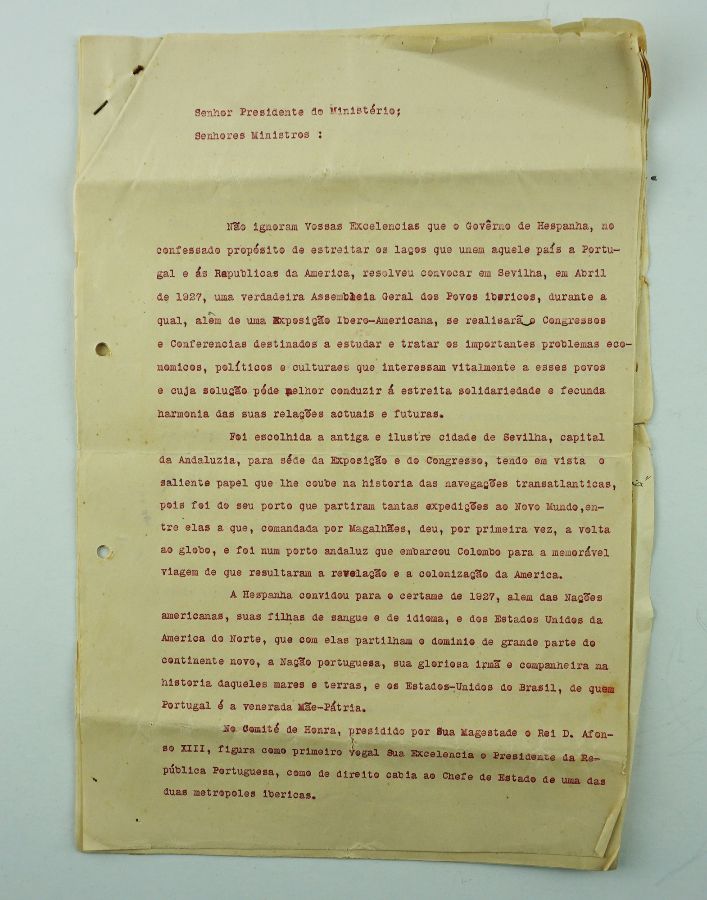 Senhor Presidente do Ministério;
Senhores Ministros :
Não ignoram Vossas Excelencias que o Govêrno de Hespanha, no
confessado propósito de estreitar os laços que unem aquele país a Portu-
gal e ás Republicas da America, resolveu convocar em Sevilha, em Abril
de 1927, uma verdadeira Assembleia Geral dos Povos ibericos, durante a
qual, alem de uma Exposição Ibero-Americana, se realisarão Congressos
e Conferencias destinados a estudar e tratar os importantes problemas eco-
nomicos, políticos e culturaes que interessam vitalmente a esses povos
e cuja solução póde melhor conduzir á estreita solidariedade e fecunda
harmonia das suas relações actuais e futuras.
Foi escolhida a antiga e ilustre cidade de Sevilha, capital
da Andaluzia, para séde da Exposição e do Congresso, tendo em vista o
saliente papel que lhe coube na historia das navegações transatlanticas,
pois foi do seu porto que partiram tantas expedições ao Novo Mundo,en-
tre elas a que, comandada por Magalhães, deu, por primeira vez, a volta
ao globo, e foi num porto andaluz que embarcou Colombo para a memorável
viagem de que resultaram a revelação e a colonização da America.
A Hespanha convidou para o certame de 1927, alem das Nações
americanas, suas filhas de sangue e de idioma, e dos Estados Unidos da
America do Norte, que com elas partilham o dominio de grande parte do
continente novo, a Nação portuguesa, sua gloriosa irmã e companheira na
historia daqueles mares e terras, e os Estados-Unidos do Brasil, de quem
Portugal é a venerada Mãe-Pátria.
No Comité de Honra, presidido por Sua Magestade o Rei D. Afon-
so XIII, figura como primeiro vogal Sua Excelencia o Presidente da Re-
pública Portuguesa, como de direito cabia ao Chefe de Estado de uma das
duas metropoles ibericas.